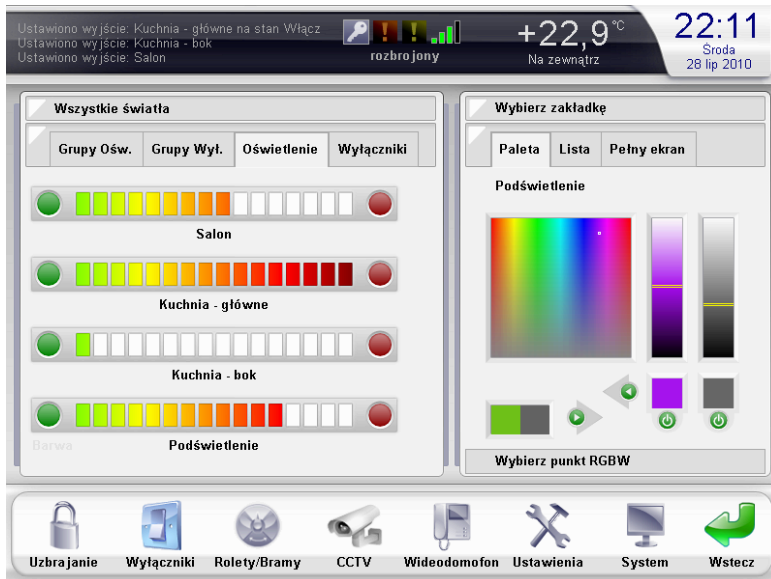 Ustawiono wyjście: Kuchnia - główne na stan Włącz
Ustawiono wyjście: Kuchnia - bok
Ustawiono wyjście: Salon
rozbrojony
+22,9°C
Na zewnątrz
22:11
Środa
28 lip 2010
Wszystkie światła
Grupy Ośw. Grupy Wył. Oświetlenie Wyłączniki
Salon
Kuchnia - główne
Kuchnia - bok
Barwa Podświetlenie
Wybierz zakładkę
Paleta Lista Pełny ekran
Podświetlenie
Wybierz punkt RGBW
Uzbrajanie Wyłączniki Rolety/Bramy CCTV Wideodomofon Ustawienia System Wstecz